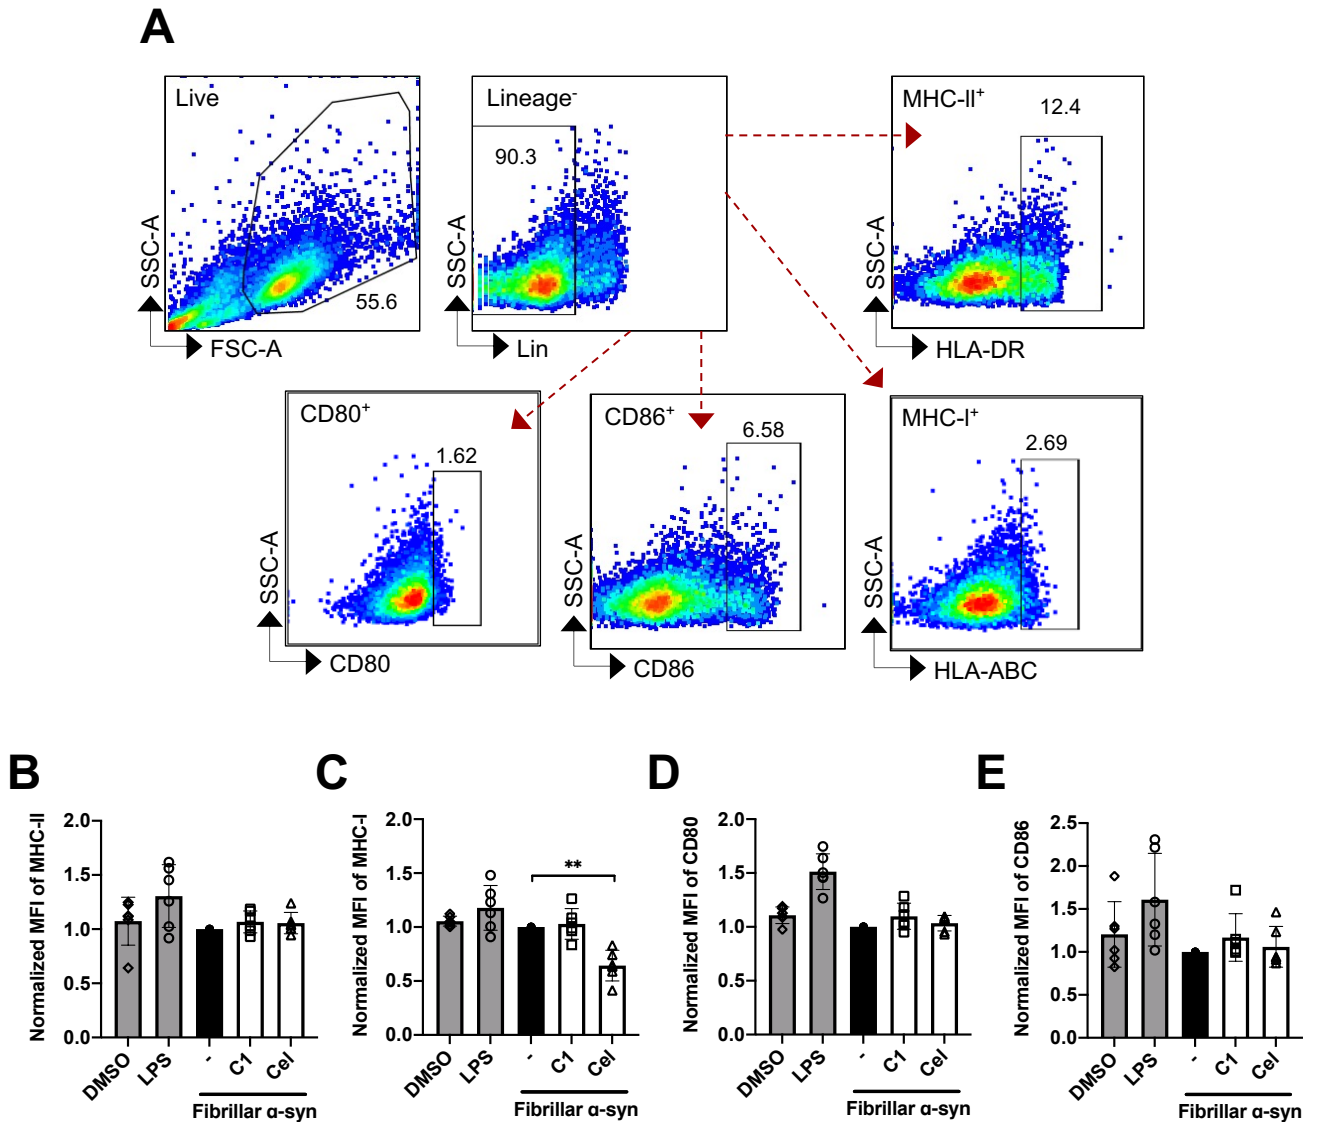 A
Live
55.6
SSC-A
FSC-A
Lineage-
90.3
SSC-A
Lin
MHC-II+
12.4
SSC-A
HLA-DR
CD80+
1.62
SSC-A
CD80
CD86+
6.58
SSC-A
CD86
MHC-I+
2.69
SSC-A
HLA-ABC
B
Normalized MFI of MHC-II
2.0
1.5
1.0
0.5
0.0
DMSO
LPS
-
C1
Cel
Fibrillar α-syn
C
Normalized MFI of MHC-I
2.0
1.5
1.0
0.5
0.0
**
DMSO
LPS
-
C1
Cel
Fibrillar α-syn
D
Normalized MFI of CD80
2.0
1.5
1.0
0.5
0.0
DMSO
LPS
-
C1
Cel
Fibrillar α-syn
E
Normalized MFI of CD86
2.5
2.0
1.5
1.0
0.5
0.0
DMSO
LPS
-
C1
Cel
Fibrillar α-syn